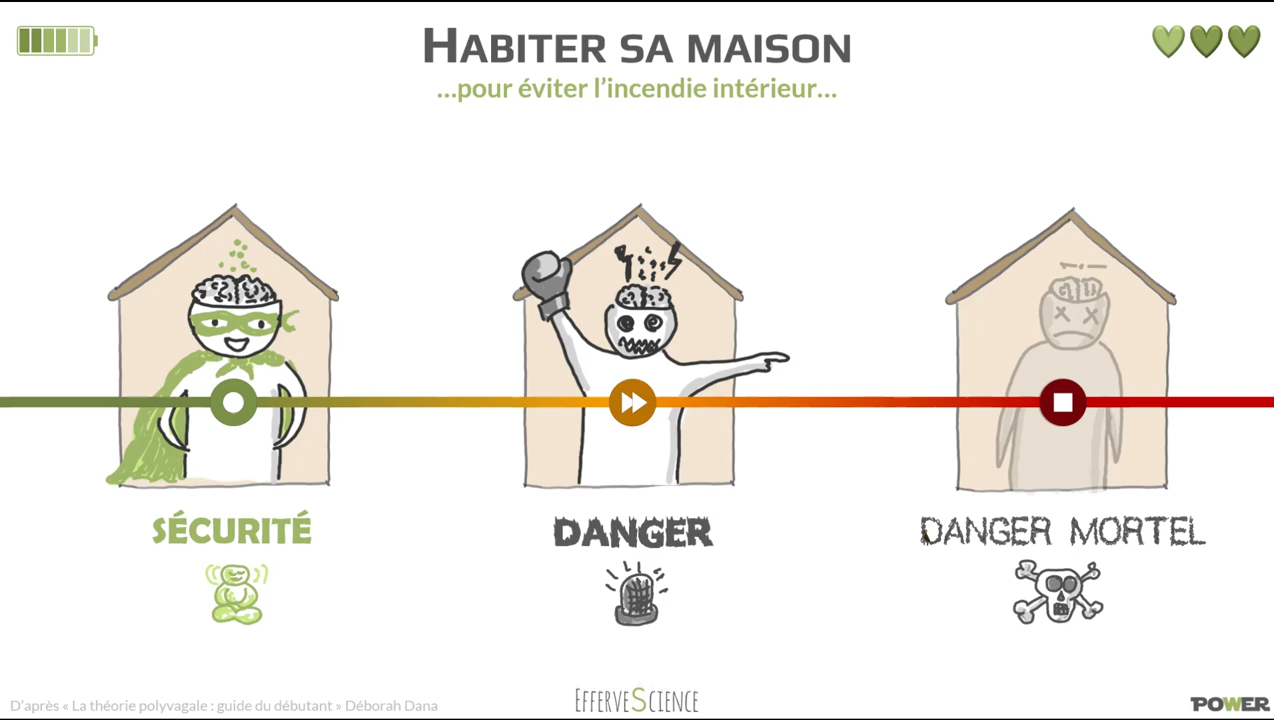 HABITER SA MAISON
...pour éviter l'incendie intérieur...
SÉCURITÉ
DANGER
DANGER MORTEL
D'après « La théorie polyvagale : guide du débutant » Déborah Dana
EFFERVESCIENCE
POWER